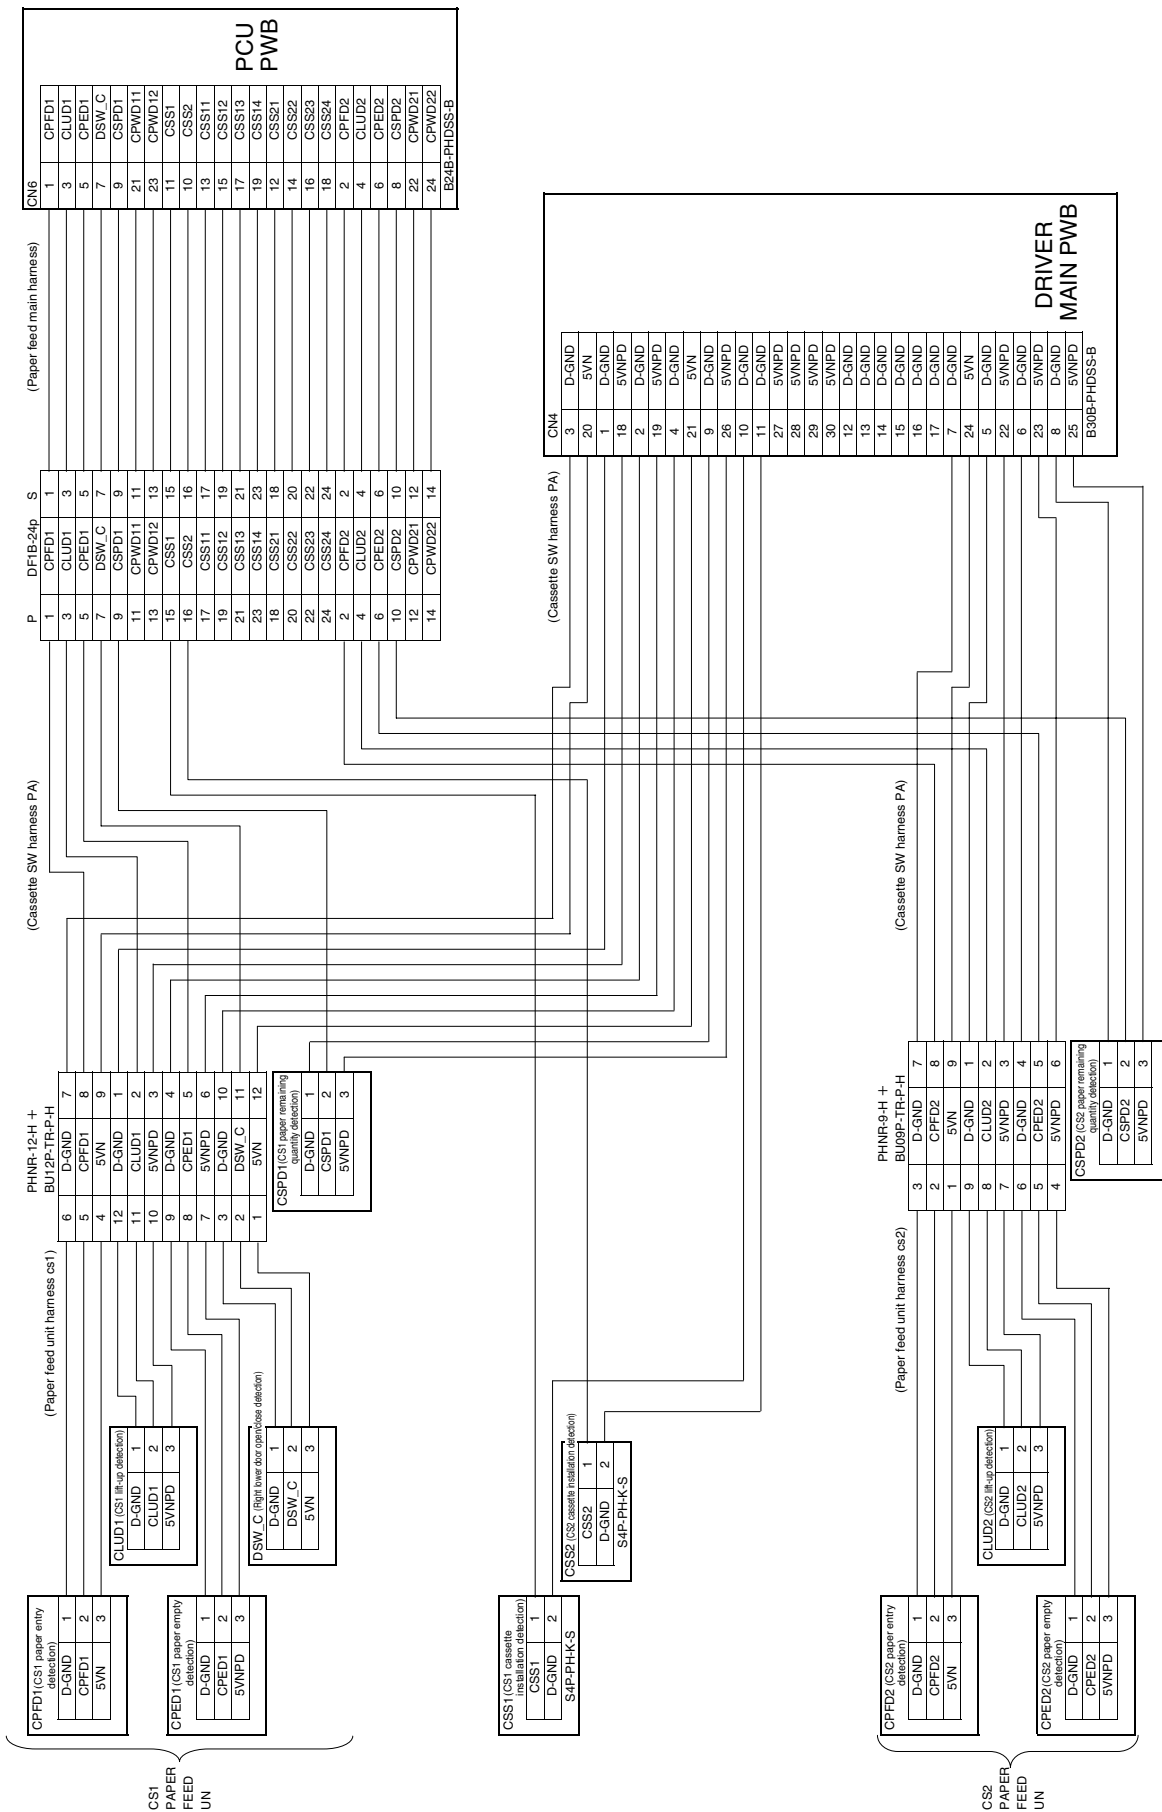 PCU
PWB
CN6
1 CPFD1
3 CLUD1
5 CPED1
7 DSW_C
9 CSPD1
21 CPWD11
23 CPWD12
11 CSS1
10 CSS2
13 CSS11
15 CSS12
17 CSS13
19 CSS14
12 CSS21
14 CSS22
16 CSS23
18 CSS24
2 CPFD2
4 CLUD2
6 CPED2
8 CSPD2
22 CPWD21
24 CPWD22
B24B-PHDSS-B
(Paper feed main harness)
P DF1B-24p S
1 CPFD1 1
3 CLUD1 3
5 CPED1 5
7 DSW_C 7
9 CSPD1 9
11 CPWD11 11
13 CPWD12 13
15 CSS1 15
16 CSS2 16
17 CSS11 17
19 CSS12 19
21 CSS13 21
23 CSS14 23
18 CSS21 18
20 CSS22 20
22 CSS23 22
24 CSS24 24
2 CPFD2 2
4 CLUD2 4
6 CPED2 6
10 CSPD2 10
12 CPWD21 12
14 CPWD22 14
DRIVER
MAIN PWB
CN4
3 D-GND
20 5VN
1 D-GND
18 5VNPD
2 D-GND
19 5VNPD
4 D-GND
21 5VN
9 D-GND
26 5VNPD
10 D-GND
11 D-GND
27 5VNPD
28 5VNPD
29 5VNPD
30 5VNPD
12 D-GND
13 D-GND
14 D-GND
15 D-GND
16 D-GND
17 D-GND
7 D-GND
24 5VN
5 D-GND
22 5VNPD
6 D-GND
23 5VNPD
8 D-GND
25 5VNPD
B30B-PHDSS-B
(Cassette SW harness PA)
(Cassette SW harness PA)
(Cassette SW harness PA)
PHNR-12-H +
BU12P-TR-P-H
6 D-GND 7
5 CPFD1 8
4 5VN 9
12 D-GND 1
11 CLUD1 2
10 5VNPD 3
9 D-GND 4
8 CPED1 5
7 5VNPD 6
3 D-GND 10
2 DSW_C 11
1 5VN 12
CSPD1(CS1 paper remaining
quantity detection)
D-GND 1
CSPD1 2
5VNPD 3
PHNR-9-H +
BU09P-TR-P-H
3 D-GND 7
2 CPFD2 8
1 5VN 9
9 D-GND 1
8 CLUD2 2
7 5VNPD 3
6 D-GND 4
5 CPED2 5
4 5VNPD 6
CSPD2 (CS2 paper remaining
quantity detection)
D-GND 1
CSPD2 2
5VNPD 3
(Paper feed unit harness cs1)
(Paper feed unit harness cs2)
CLUD1 (CS1 lift-up detection)
D-GND 1
CLUD1 2
5VNPD 3
DSW_C (Right lower door open/close detection)
D-GND 1
DSW_C 2
5VN 3
CSS2 (CS2 cassette installation detection)
CSS2 1
D-GND 2
S4P-PH-K-S
CLUD2 (CS2 lift-up detection)
D-GND 1
CLUD2 2
5VNPD 3
CPFD1(CS1 paper entry
detection)
D-GND 1
CPFD1 2
5VN 3
CPED1 (CS1 paper empty
detection)
D-GND 1
CPED1 2
5VNPD 3
CSS1 (CS1 cassette
installation detection)
CSS1 1
D-GND 2
S4P-PH-K-S
CPFD2 (CS2 paper entry
detection)
D-GND 1
CPFD2 2
5VN 3
CPED2 (CS2 paper empty
detection)
D-GND 1
CPED2 2
5VNPD 3
CS1
PAPER
FEED
UN
CS2
PAPER
FEED
UN